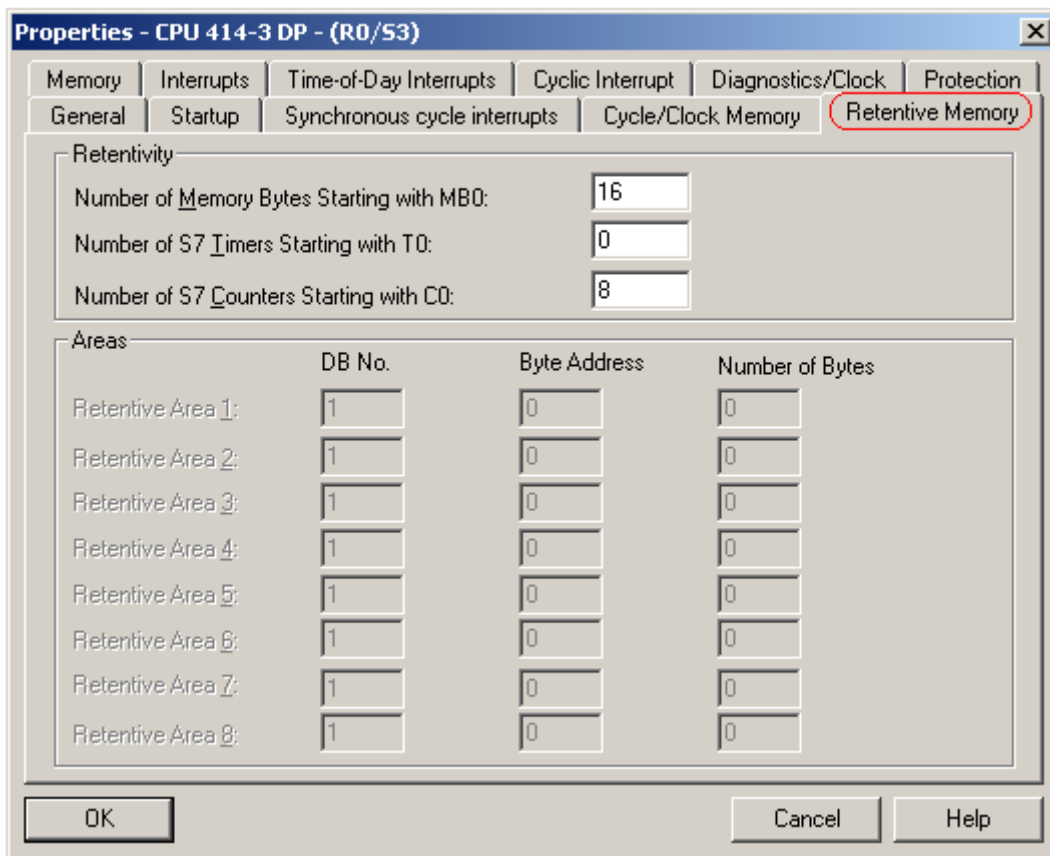 Properties - CPU 414-3 DP - (R0/S3)
Memory Interrupts Time-of-Day Interrupts Cyclic Interrupt Diagnostics/Clock Protection
General Startup Synchronous cycle interrupts Cycle/Clock Memory Retentive Memory
Retentivity
Number of Memory Bytes Starting with MB0: 16
Number of S7 Timers Starting with T0: 0
Number of S7 Counters Starting with C0: 8
Areas
DB No. Byte Address Number of Bytes
Retentive Area 1: 1 0 0
Retentive Area 2: 1 0 0
Retentive Area 3: 1 0 0
Retentive Area 4: 1 0 0
Retentive Area 5: 1 0 0
Retentive Area 6: 1 0 0
Retentive Area 7: 1 0 0
Retentive Area 8: 1 0 0
OK Cancel Help